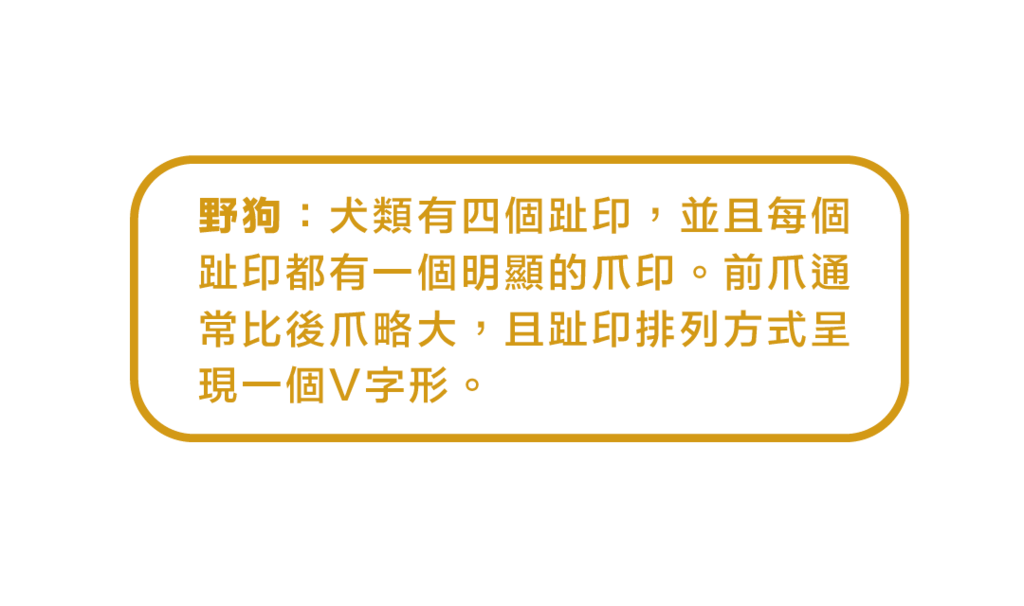 野狗：犬類有四個趾印，並且每個
趾印都有一個明顯的爪印。前爪通
常比後爪略大，且趾印排列方式呈
現一個V字形。